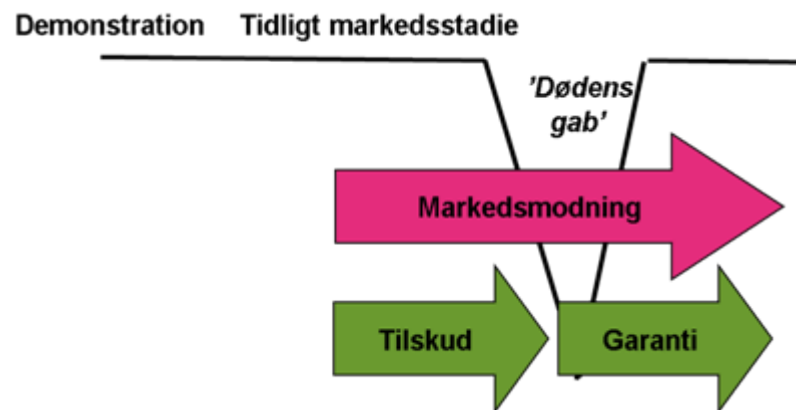 Demonstration Tidligt markedsstadie
’Dødens
gab’
Markedsmodning
Tilskud Garanti